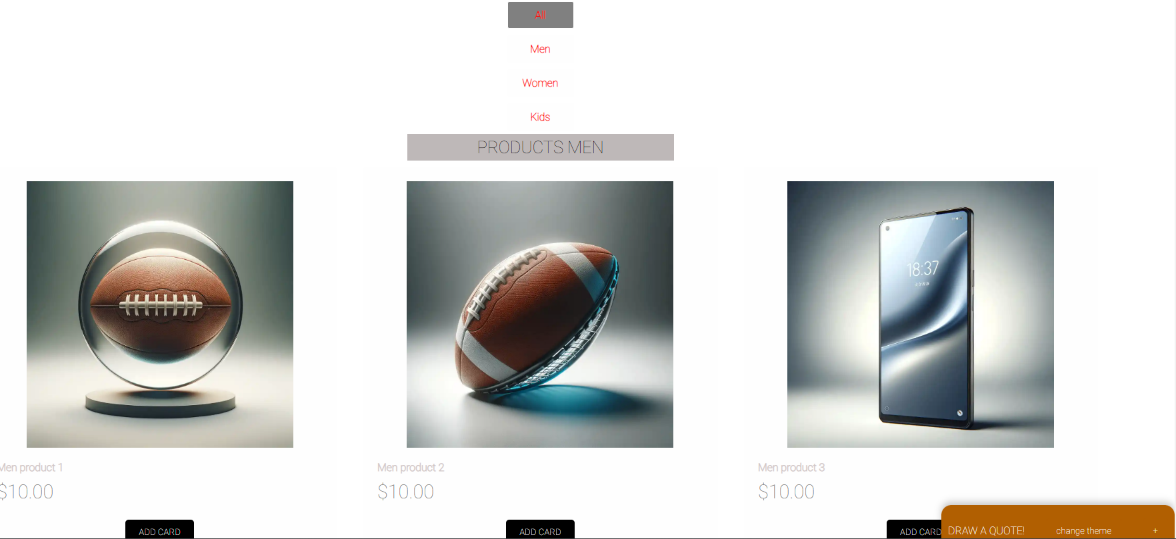 All
Men
Women
Kids
PRODUCTS MEN
18:37
Men product 1
Men product 2
Men product 3
$10.00
$10.00
$10.00
ADD CARD
ADD CARD
ADD CARD
DRAW A QUOTE!
change theme
+